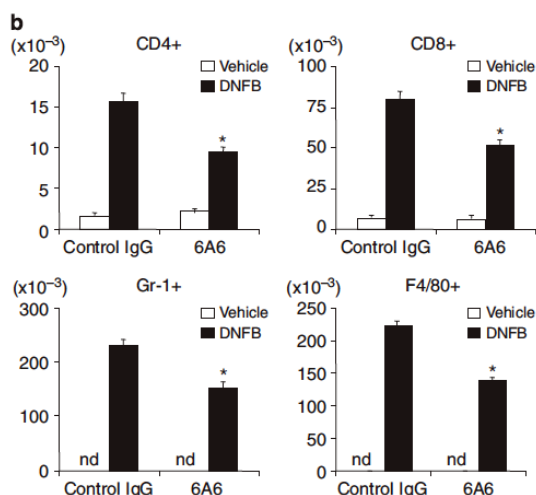 b
(x10⁻³) CD4+
Vehicle
DNFB
20
15
10
5
0
*
Control IgG 6A6
(x10⁻³) CD8+
Vehicle
DNFB
100
75
50
25
0
*
Control IgG 6A6
(x10⁻³) Gr-1+
Vehicle
DNFB
300
200
100
0
*
nd nd
Control IgG 6A6
(x10⁻³) F4/80+
Vehicle
DNFB
250
200
150
100
50
0
*
nd nd
Control IgG 6A6